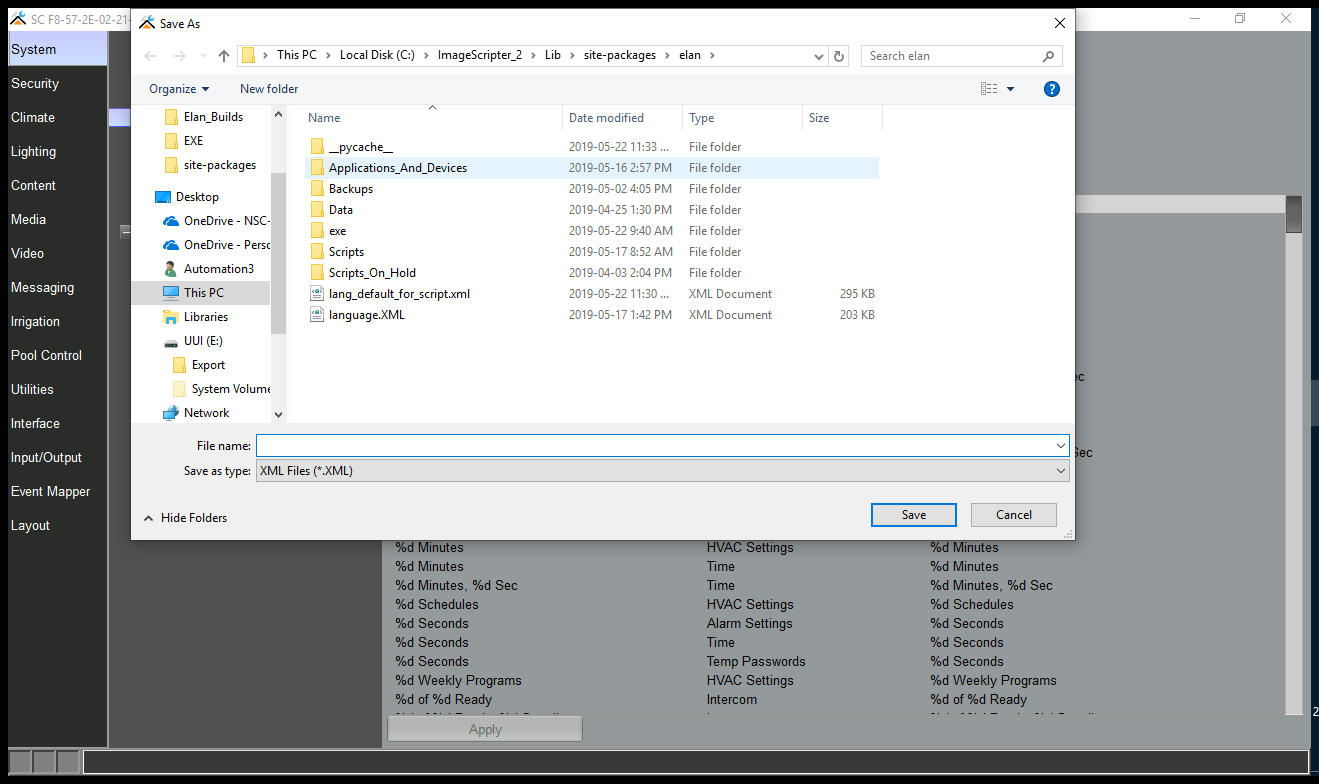 SC F8-57-2E-02-21-
Save As
This PC > Local Disk (C:) > ImageScripter_2 > Lib > site-packages > elan >
Search elan
Organize
New folder
System
Security
Climate
Lighting
Content
Media
Video
Messaging
Irrigation
Pool Control
Utilities
Interface
Input/Output
Event Mapper
Layout
Elan_Builds
EXE
site-packages
Desktop
OneDrive - NSC-
OneDrive - Perso
Automation3
This PC
Libraries
UUI (E:)
Export
System Volume
Network
Name Date modified Type Size
__pycache__ 2019-05-22 11:33 ... File folder
Applications_And_Devices 2019-05-16 2:57 PM File folder
Backups 2019-05-02 4:05 PM File folder
Data 2019-04-25 1:30 PM File folder
exe 2019-05-22 9:40 AM File folder
Scripts 2019-05-17 8:52 AM File folder
Scripts_On_Hold 2019-04-03 2:04 PM File folder
lang_default_for_script.xml 2019-05-22 11:30 ... XML Document 295 KB
language.XML 2019-05-17 1:42 PM XML Document 203 KB
File name:
Save as type: XML Files (*.XML)
Hide Folders
Save
Cancel
ec
Sec
%d Minutes HVAC Settings %d Minutes
%d Minutes Time %d Minutes
%d Minutes, %d Sec Time %d Minutes, %d Sec
%d Schedules HVAC Settings %d Schedules
%d Seconds Alarm Settings %d Seconds
%d Seconds Time %d Seconds
%d Seconds Temp Passwords %d Seconds
%d Weekly Programs HVAC Settings %d Weekly Programs
%d of %d Ready Intercom %d of %d Ready
Apply
2